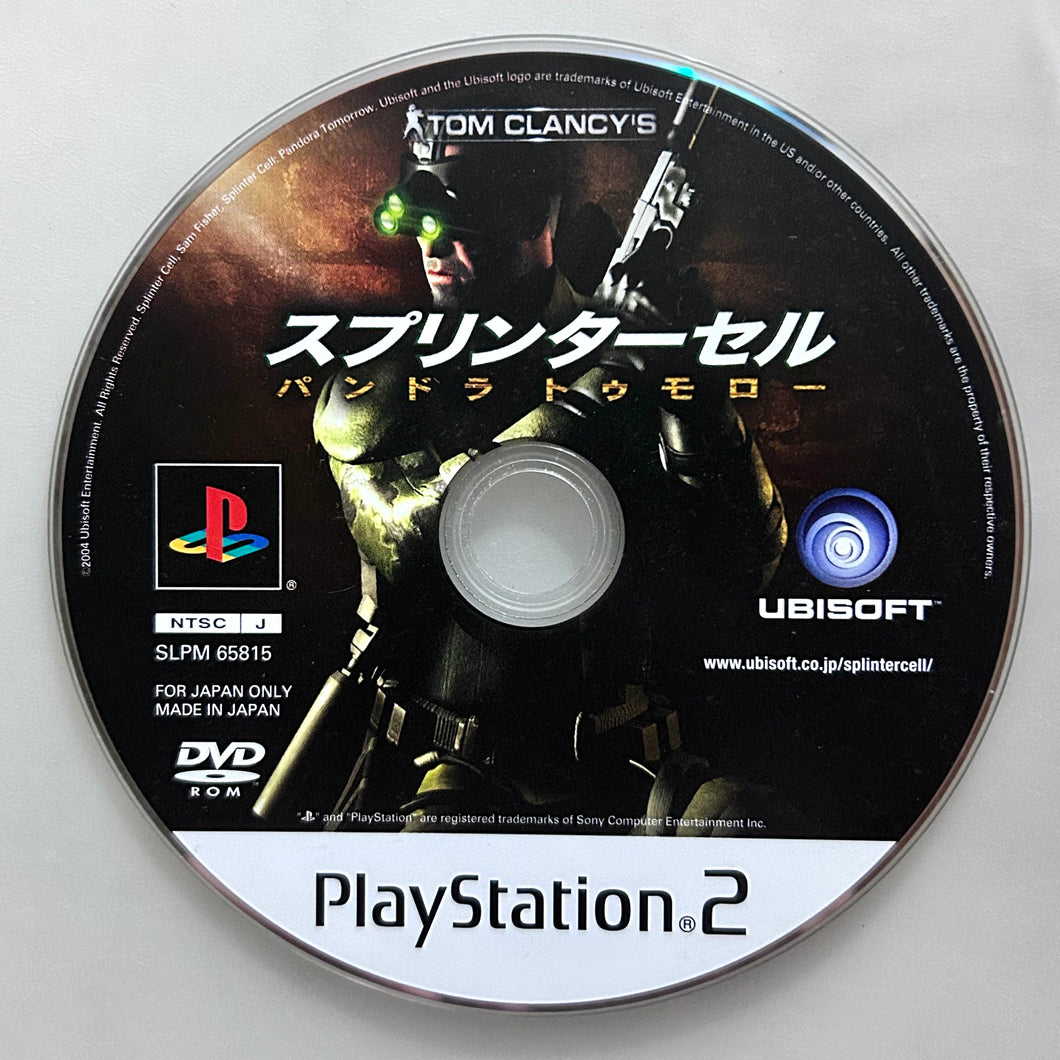 ©2004 Ubisoft Entertainment. All Rights Reserved. Splinter Cell, Sam Fisher, Splinter Cell: Pandora Tomorrow, Ubisoft and the Ubisoft logo are trademarks of Ubisoft Entertainment in the US and/or other countries. All other trademarks are the property of their respective owners.
TOM CLANCY'S
スプリンターセル
パンドラ トゥモロー
®
NTSC J
SLPM 65815
FOR JAPAN ONLY
MADE IN JAPAN
DVD
ROM
UBISOFT™
www.ubisoft.co.jp/splintercell/
"PS" and "PlayStation" are registered trademarks of Sony Computer Entertainment Inc.
PlayStation®2